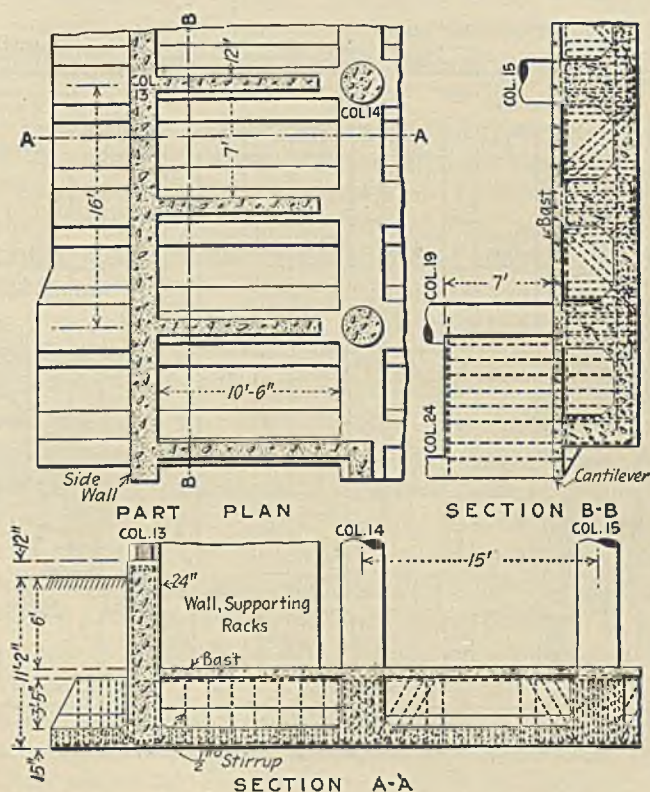 B
12"
COL. 13
COL.14
A
A
7'
16'
10'-6"
Side
Wall
B
PART PLAN
COL. 15
Bast
COL.19
7'
COL.24
Cantilever
SECTION B-B
COL.13
COL.14
COL.15
12"
24"
15'
Wall, Supporting
Racks
6'
11'-2"
Bast
3'-5"
15"
Stirrup
SECTION A-A